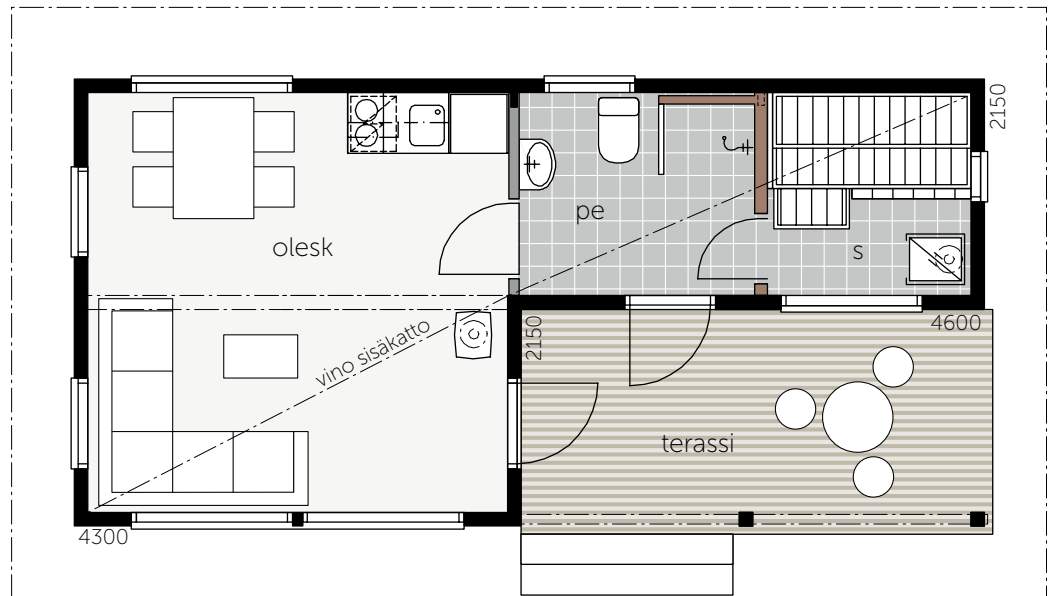 2150
pe
olesk
s
2150
4600
vino sisäkatto
terassi
4300